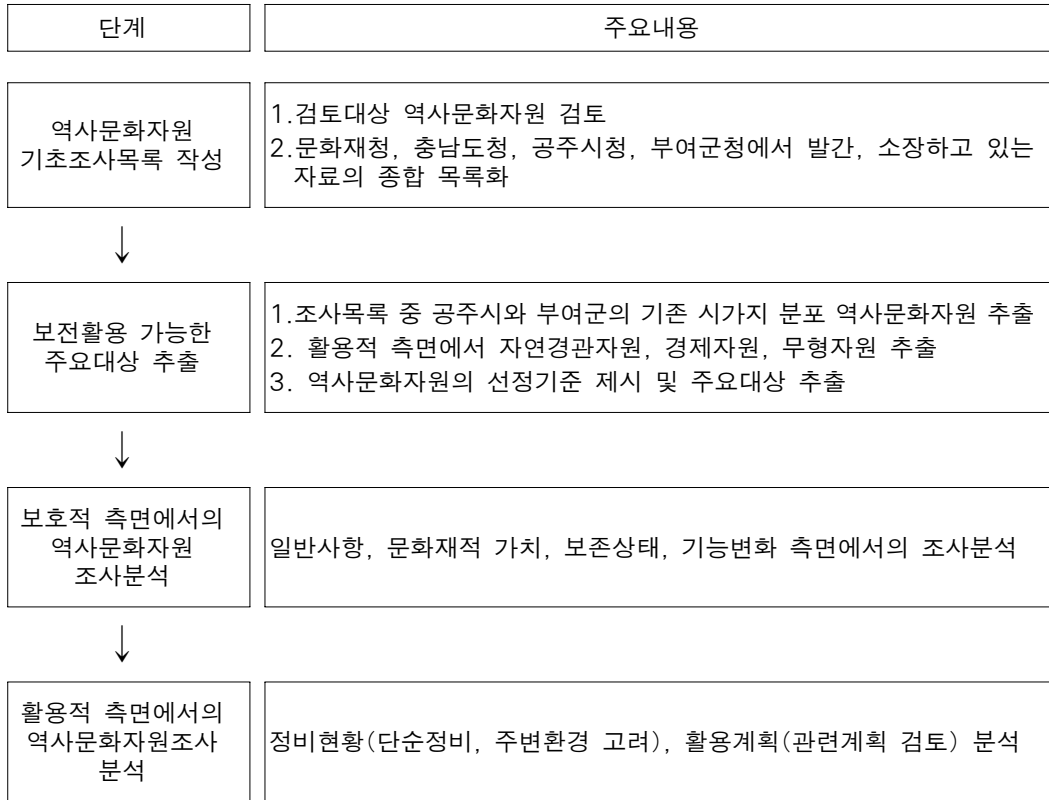 단계
주요내용
역사문화자원
기초조사목록 작성
1.검토대상 역사문화자원 검토
2.문화재청, 충남도청, 공주시청, 부여군청에서 발간, 소장하고 있는
자료의 종합 목록화
↓
보전활용 가능한
주요대상 추출
1.조사목록 중 공주시와 부여군의 기존 시가지 분포 역사문화자원 추출
2. 활용적 측면에서 자연경관자원, 경제자원, 무형자원 추출
3. 역사문화자원의 선정기준 제시 및 주요대상 추출
↓
보호적 측면에서의
역사문화자원
조사분석
일반사항, 문화재적 가치, 보존상태, 기능변화 측면에서의 조사분석
↓
활용적 측면에서의
역사문화자원조사
분석
정비현황(단순정비, 주변환경 고려), 활용계획(관련계획 검토) 분석